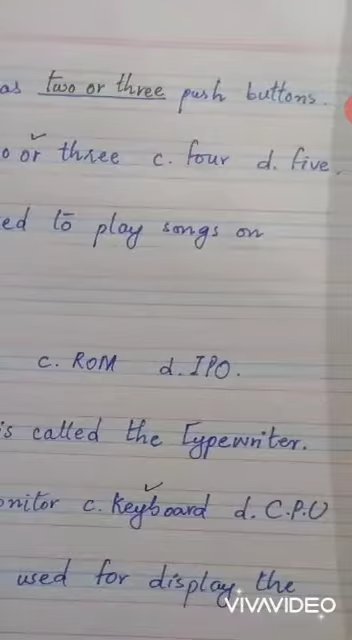 as two or three push buttons.
o or three c. four d. five.
ed to play songs on
c. ROM d. IPO.
is called the Typewriter.
onitor c. Keyboard d. C.P.U
used for display the
VIVAVIDEO